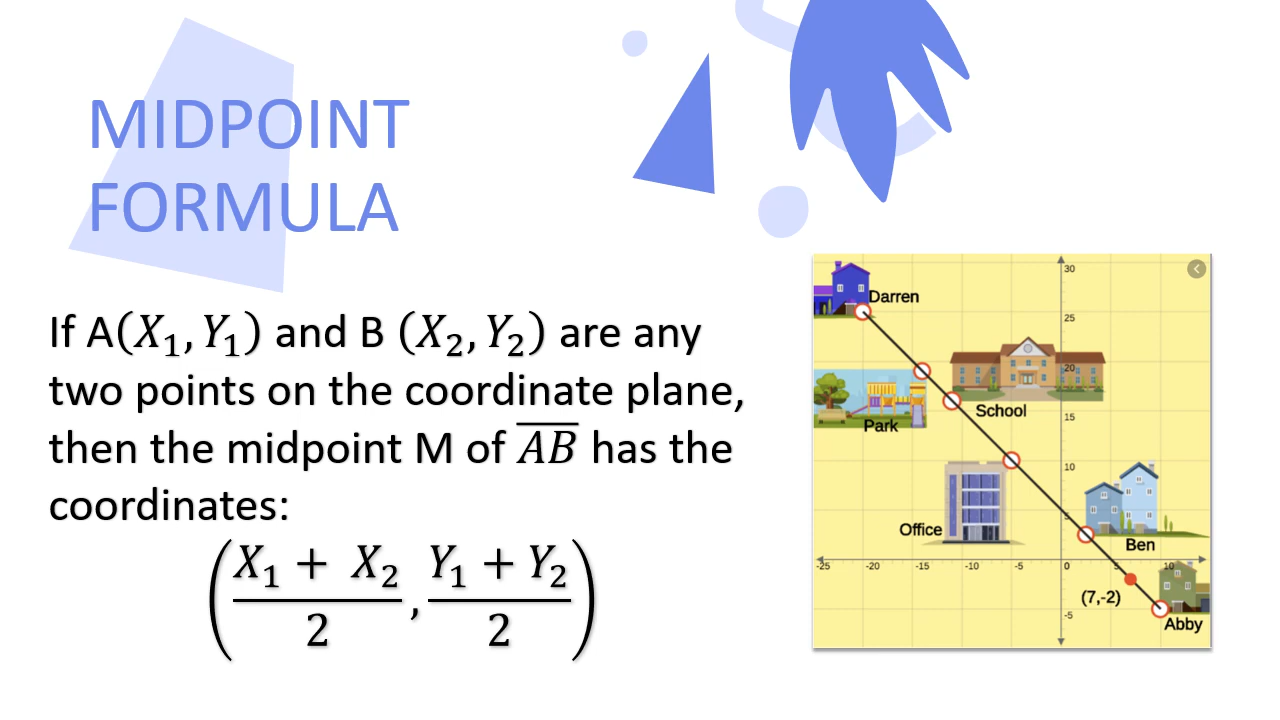 MIDPOINT
FORMULA
If A(X₁, Y₁) and B (X₂, Y₂) are any
two points on the coordinate plane,
then the midpoint M of A̅B̅ has the
coordinates:
((X₁ + X₂)/2, (Y₁ + Y₂)/2)
30
Darren
25
20
School
15
Park
10
5
Office
Ben
-25 -20 -15 -10 -5 0 5 10
(7,-2)
-5
Abby